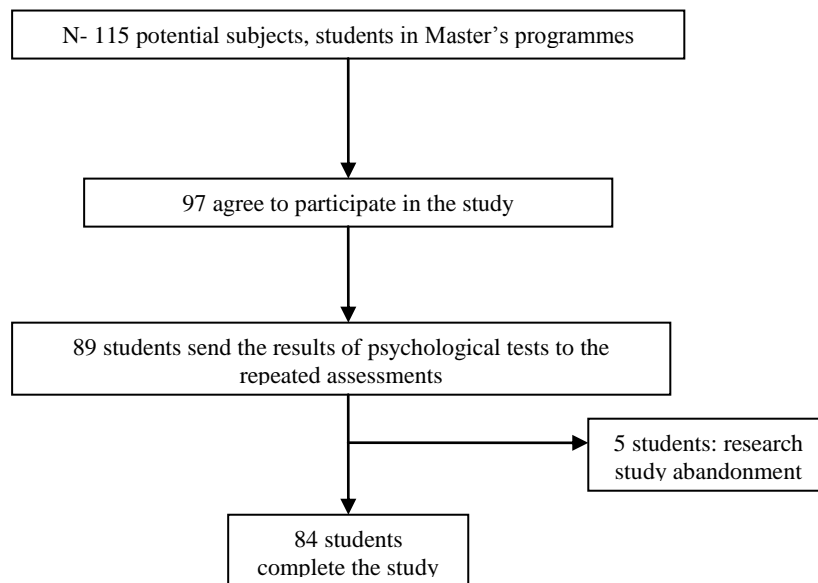 N- 115 potential subjects, students in Master’s programmes
97 agree to participate in the study
89 students send the results of psychological tests to the
repeated assessments
5 students: research
study abandonment
84 students
complete the study